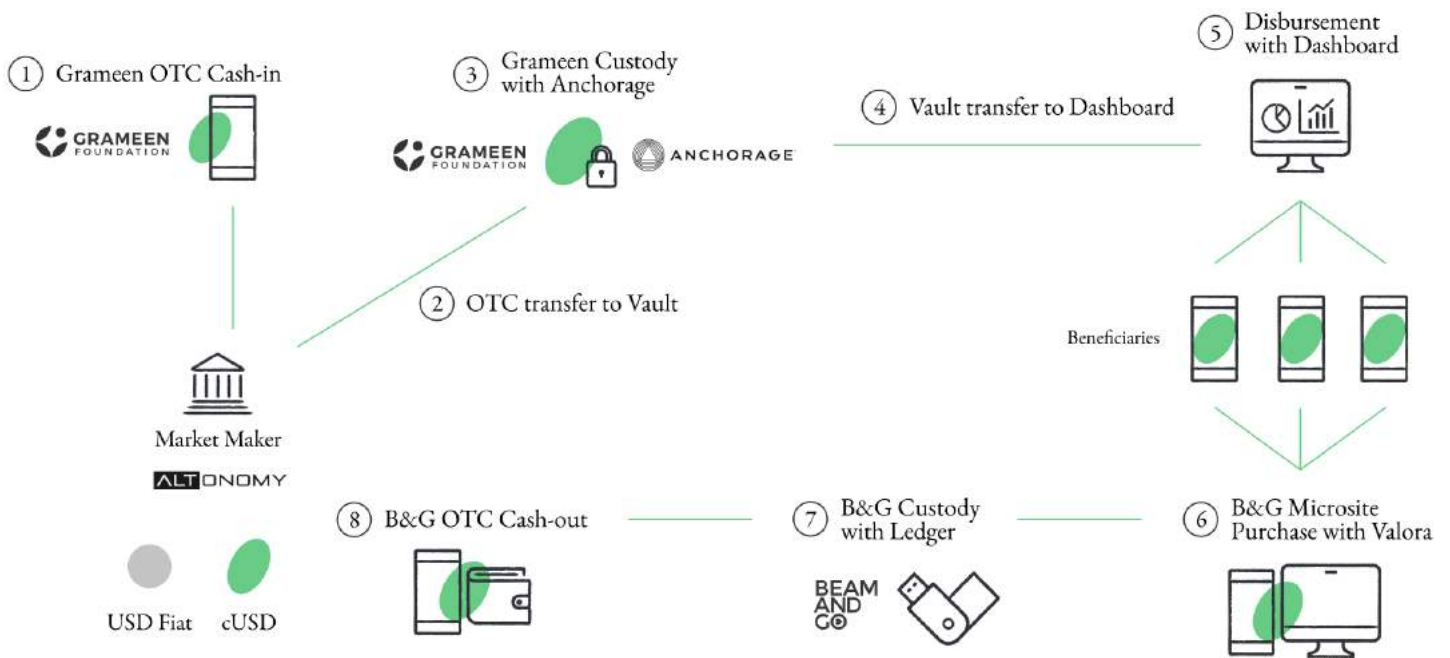 1 Grameen OTC Cash-in
GRAMEEN
FOUNDATION
3 Grameen Custody
with Anchorage
GRAMEEN
FOUNDATION
ANCHORAGE
4 Vault transfer to Dashboard
5 Disbursement
with Dashboard
2 OTC transfer to Vault
Beneficiaries
Market Maker
ALTONOMY
USD Fiat
cUSD
8 B&G OTC Cash-out
7 B&G Custody
with Ledger
BEAM
AND
GO
6 B&G Microsite
Purchase with Valora